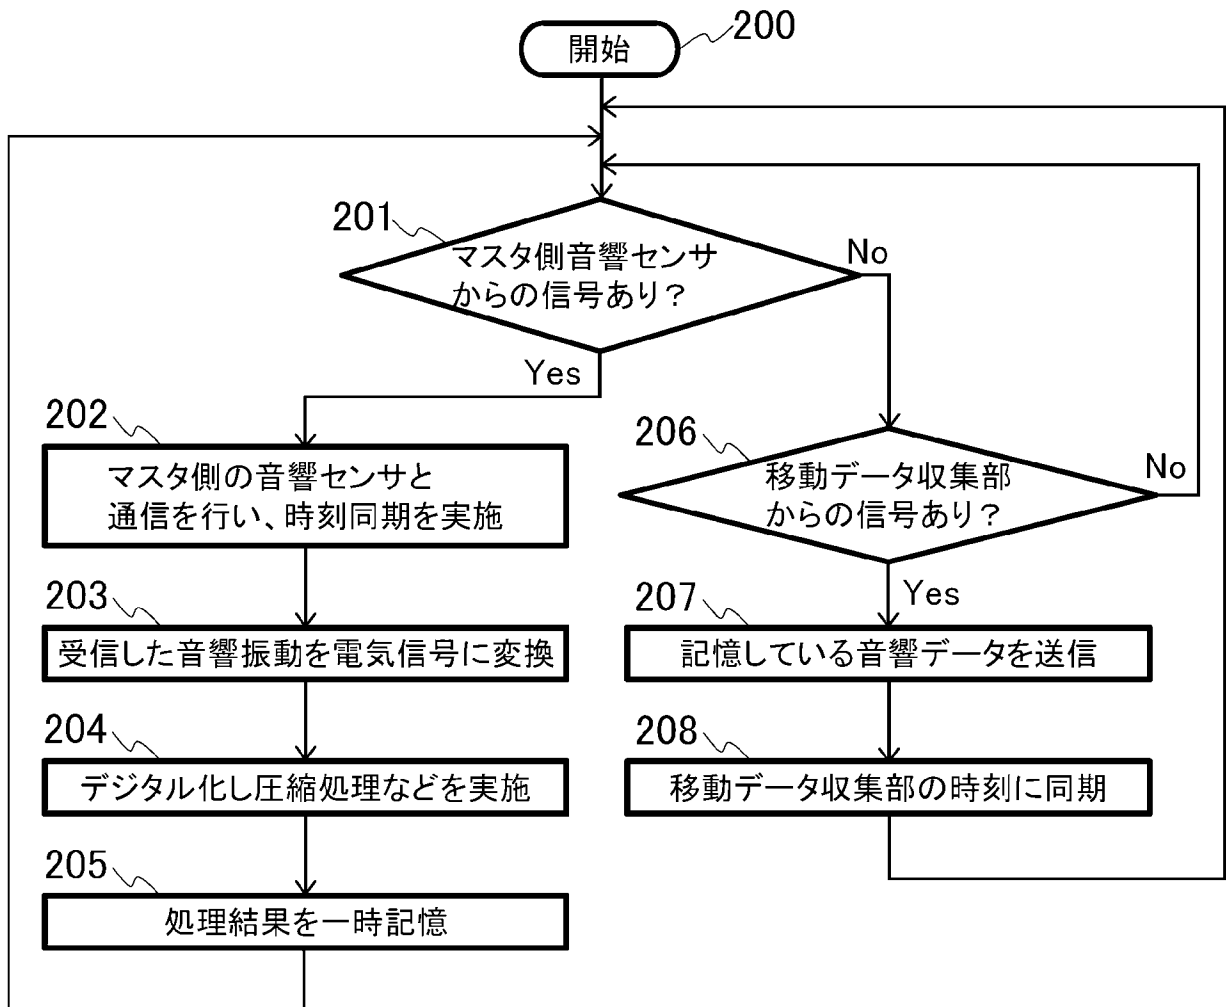 開始
200
201
マスタ側音響センサ
からの信号あり?
No
Yes
202
マスタ側の音響センサと
通信を行い、時刻同期を実施
203
受信した音響振動を電気信号に変換
204
デジタル化し圧縮処理などを実施
205
処理結果を一時記憶
206
移動データ収集部
からの信号あり?
No
Yes
207
記憶している音響データを送信
208
移動データ収集部の時刻に同期